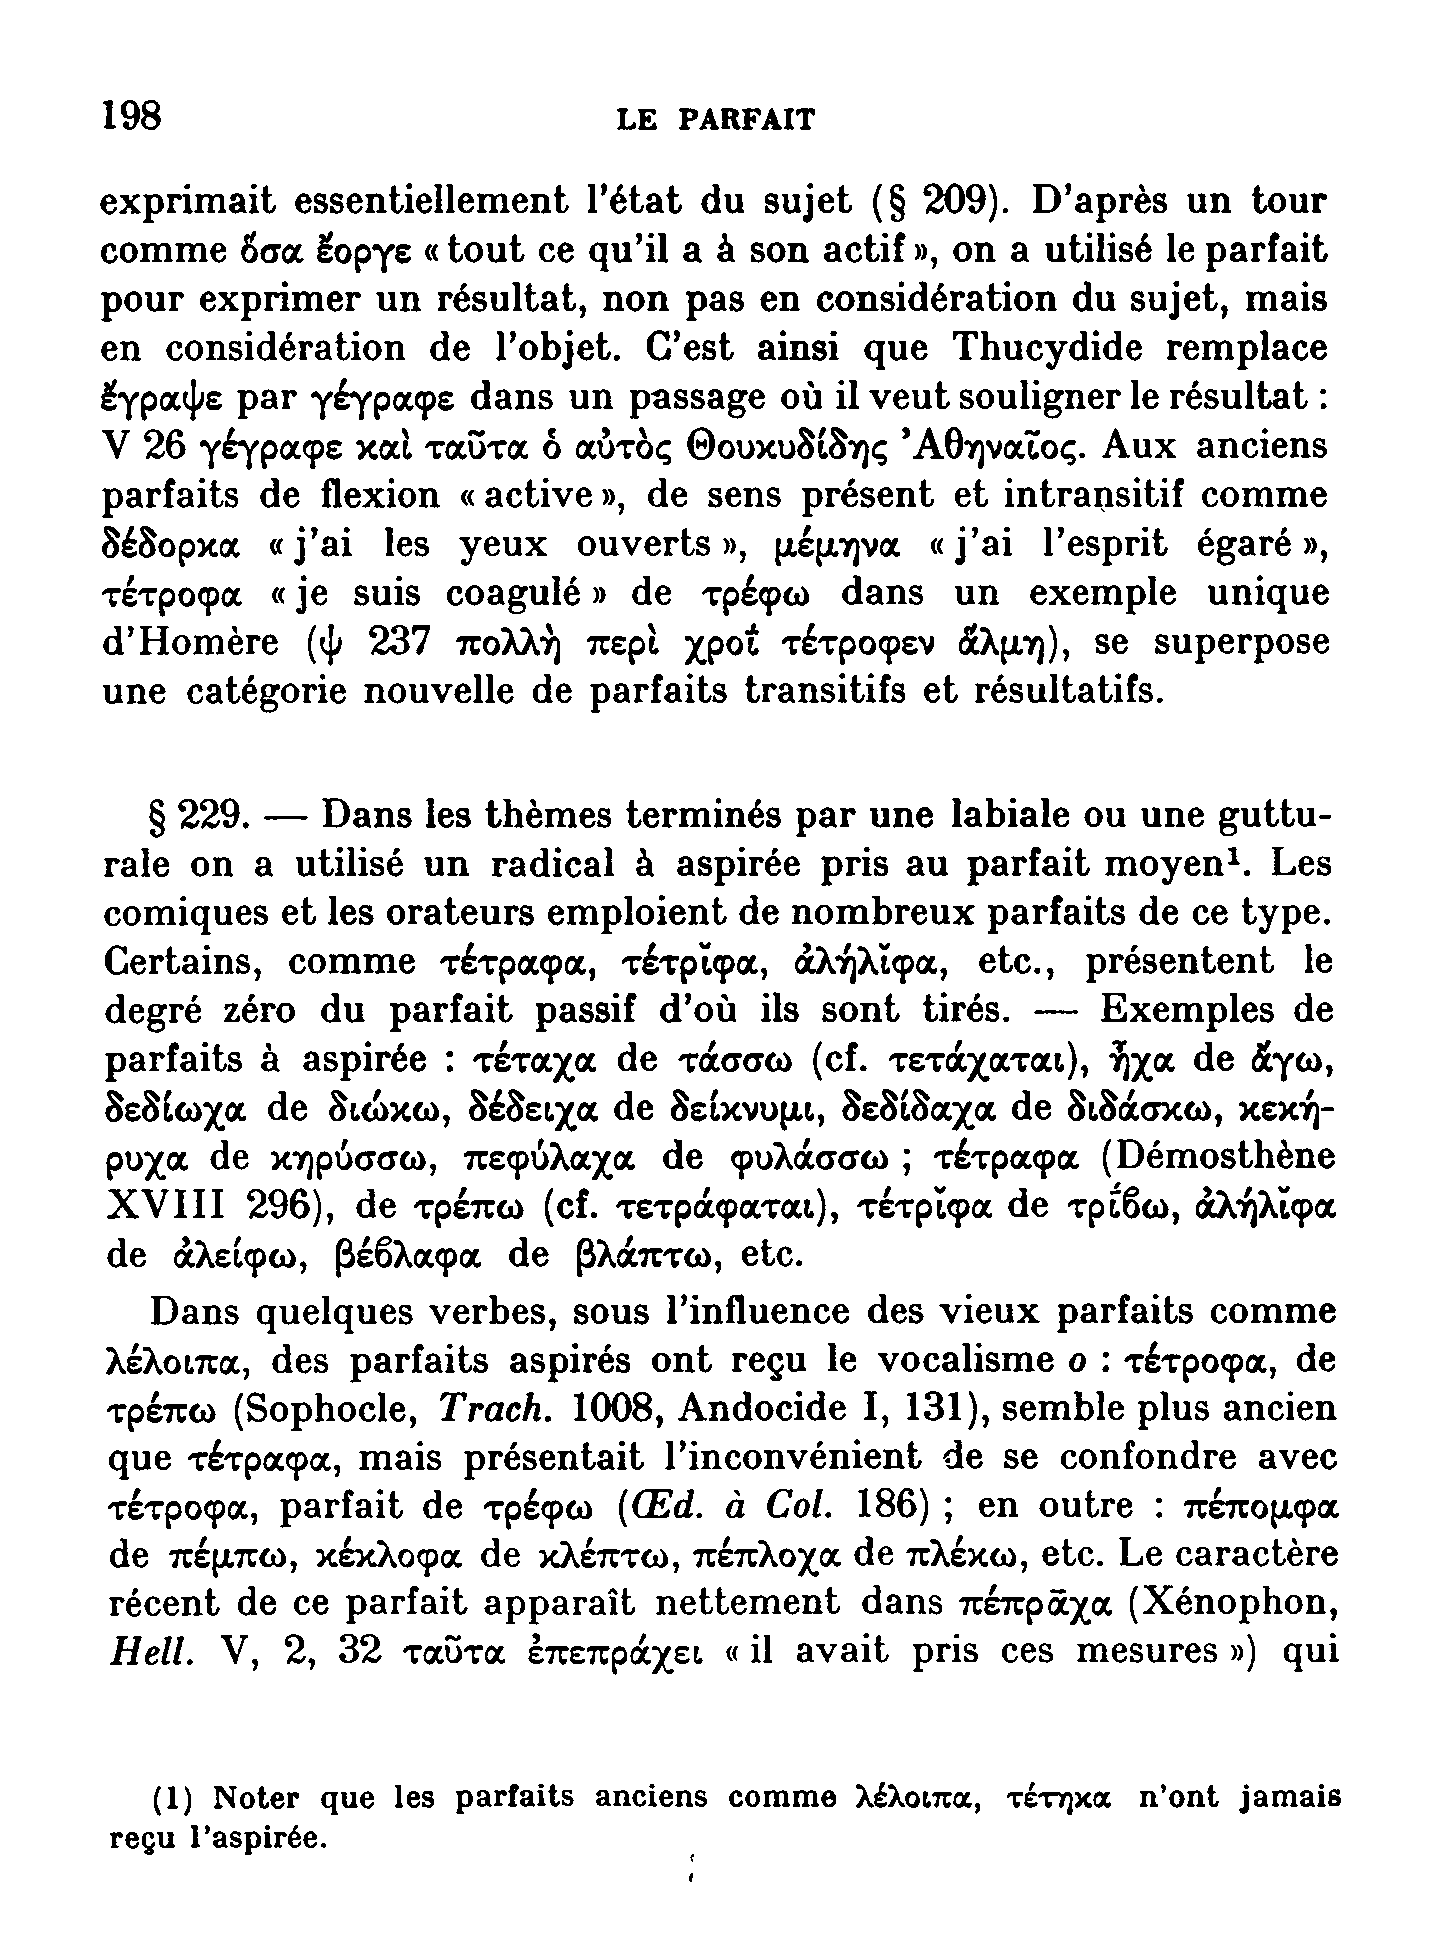 198
LE PARFAIT
exprimait essentiellement l'état du sujet (§ 209). D'après un tour
comme ὅσα ἔοργε « tout ce qu'il a à son actif », on a utilisé le parfait
pour exprimer un résultat, non pas en considération du sujet, mais
en considération de l'objet. C'est ainsi que Thucydide remplace
ἔγραψε par γέγραφε dans un passage où il veut souligner le résultat :
V 26 γέγραφε καὶ ταῦτα ὁ αὐτὸς Θουκυδίδης Ἀθηναῖος. Aux anciens
parfaits de flexion « active », de sens présent et intransitif comme
δέδορκα « j'ai les yeux ouverts », μέμηνα « j'ai l'esprit égaré »,
τέτροφα « je suis coagulé » de τρέφω dans un exemple unique
d'Homère (ψ 237 πολλὴ περὶ χροῒ τέτροφεν ἅλμη), se superpose
une catégorie nouvelle de parfaits transitifs et résultatifs.
§ 229. — Dans les thèmes terminés par une labiale ou une guttu-
rale on a utilisé un radical à aspirée pris au parfait moyen¹. Les
comiques et les orateurs emploient de nombreux parfaits de ce type.
Certains, comme τέτραφα, τέτρῐφα, ἀλήλῐφα, etc., présentent le
degré zéro du parfait passif d'où ils sont tirés. — Exemples de
parfaits à aspirée : τέταχα de τάσσω (cf. τετάχαται), ἦχα de ἄγω,
δεδίωχα de διώκω, δέδειχα de δείκνυμι, δεδίδαχα de διδάσκω, κεκή-
ρυχα de κηρύσσω, πεφύλαχα de φυλάσσω ; τέτραφα (Démosthène
XVIII 296), de τρέπω (cf. τετράφαται), τέτρῐφα de τρί̄ϐω, ἀλήλῐφα
de ἀλείφω, βέϐλαφα de βλάπτω, etc.
Dans quelques verbes, sous l'influence des vieux parfaits comme
λέλοιπα, des parfaits aspirés ont reçu le vocalisme o : τέτροφα, de
τρέπω (Sophocle, Trach. 1008, Andocide I, 131), semble plus ancien
que τέτραφα, mais présentait l'inconvénient de se confondre avec
τέτροφα, parfait de τρέφω (Œd. à Col. 186) ; en outre : πέπομφα
de πέμπω, κέκλοφα de κλέπτω, πέπλοχα de πλέκω, etc. Le caractère
récent de ce parfait apparaît nettement dans πέπρᾱχα (Xénophon,
Hell. V, 2, 32 ταῦτα ἐπεπράχει « il avait pris ces mesures ») qui
(1) Noter que les parfaits anciens comme λέλοιπα, τέτηκα n'ont jamais
reçu l'aspirée.